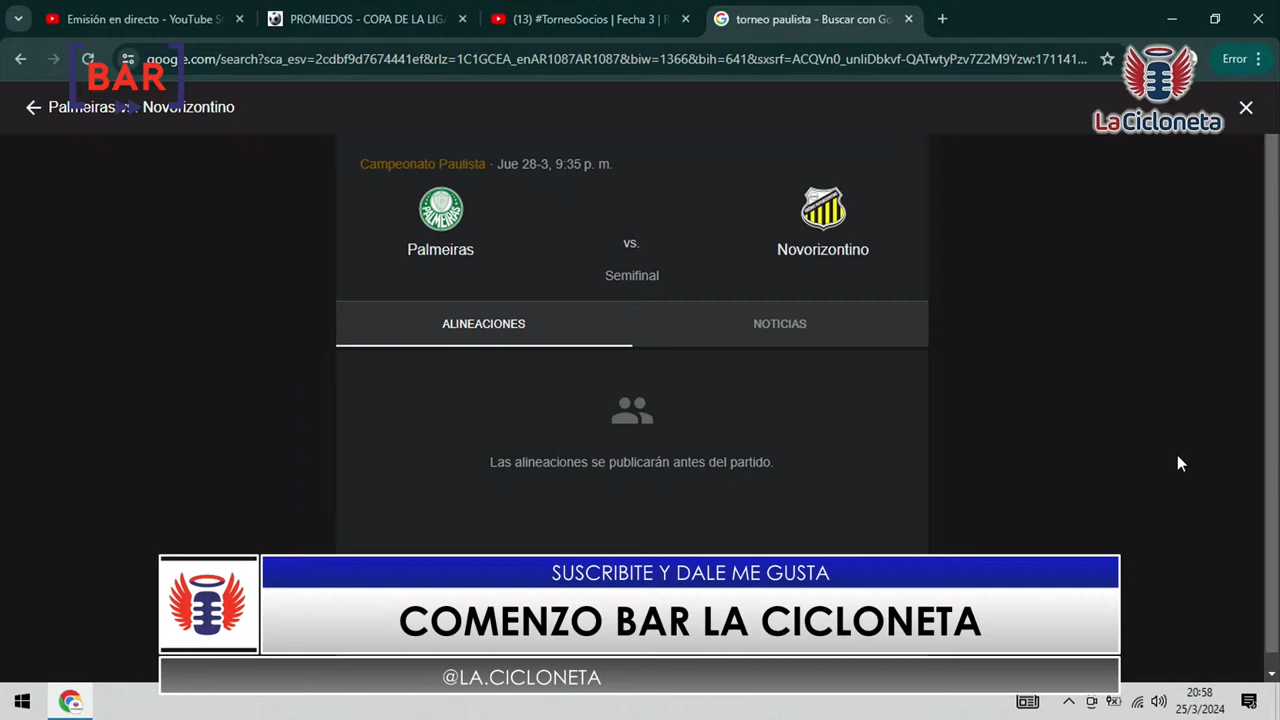 Emisión en directo - YouTube S
PROMIEDOS - COPA DE LA LIGA
(13) #TorneoSocios | Fecha 3 | R
torneo paulista - Buscar con Go
google.com/search?sca_esv=2cdbf9d7674441ef&rlz=1C1GCEA_enAR1087AR1087&biw=1366&bih=641&sxsrf=ACQVn0_unliDbkvf-QATwtyPzv7Z2M9Yzw:171141...
Error
BAR
LaCicloneta
Palmeiras vs. Novorizontino
Campeonato Paulista · Jue 28-3, 9:35 p. m.
PALMEIRAS
Palmeiras
vs.
Novorizontino
Semifinal
ALINEACIONES
NOTICIAS
Las alineaciones se publicarán antes del partido.
SUSCRIBITE Y DALE ME GUSTA
COMENZO BAR LA CICLONETA
@LA.CICLONETA
20:58
25/3/2024